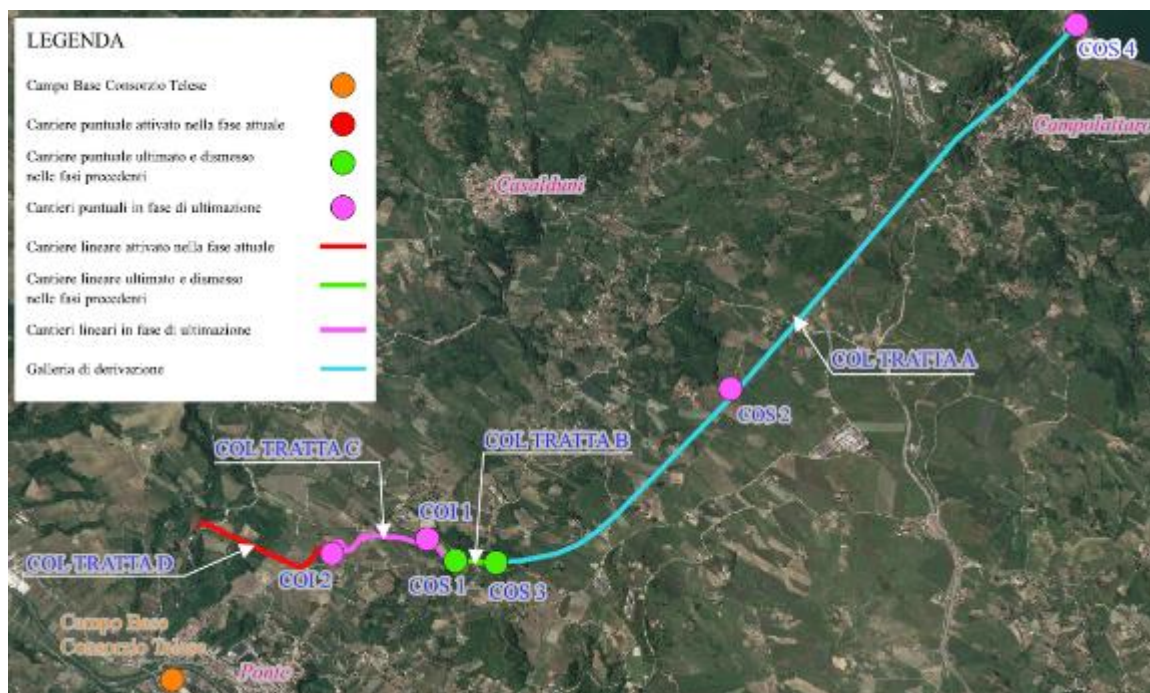 LEGENDA
Campo Base Consorzio Telese
Cantiere puntuale attivato nella fase attuale
Cantiere puntuale ultimato e dismesso
nelle fasi precedenti
Cantieri puntuali in fase di ultimazione
Cantiere lineare attivato nella fase attuale
Cantiere lineare ultimato e dismesso
nelle fasi precedenti
Cantieri lineari in fase di ultimazione
Galleria di derivazione
COS 4
Campolattaro
Casalduni
COL TRATTA A
COS 2
COL TRATTA C
COL TRATTA B
COI 1
COL TRATTA D
COI 2
COS 1
COS 3
Campo Base
Consorzio Telese
Ponte